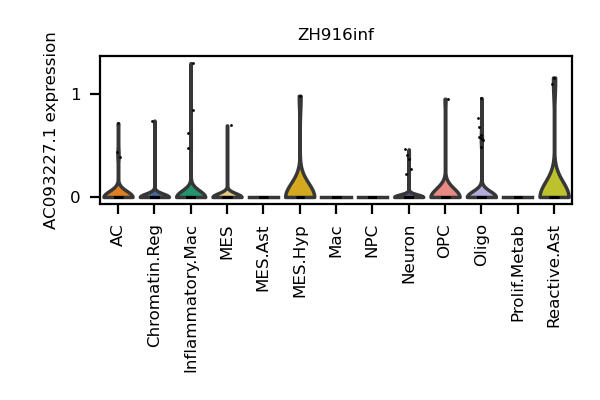 ZH916inf
AC093227.1 expression
1
0
AC
Chromatin.Reg
Inflammatory.Mac
MES
MES.Ast
MES.Hyp
Mac
NPC
Neuron
OPC
Oligo
Prolif.Metab
Reactive.Ast